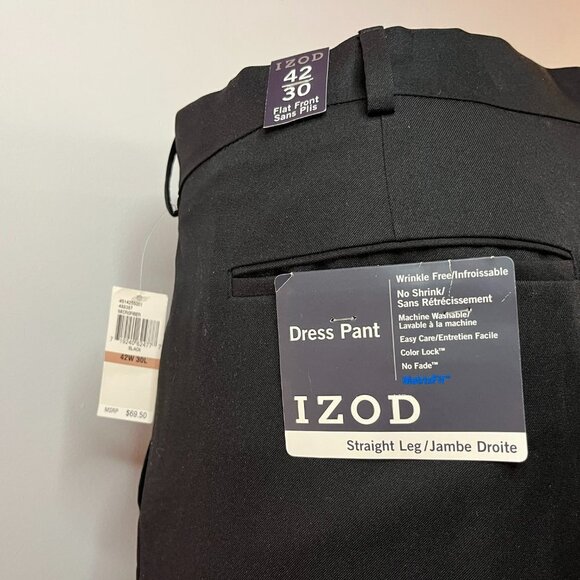 IZOD
42
30
Flat Front
Sans Plis
MICROFIBER
BLACK
42W 30L
MSRP $69.50
Dress Pant
Wrinkle Free/Infroissable
No Shrink/
Sans Rétrécissement
Machine Washable/
Lavable à la machine
Easy Care/Entretien Facile
Color Lock™
No Fade™
IZOD
Straight Leg/Jambe Droite